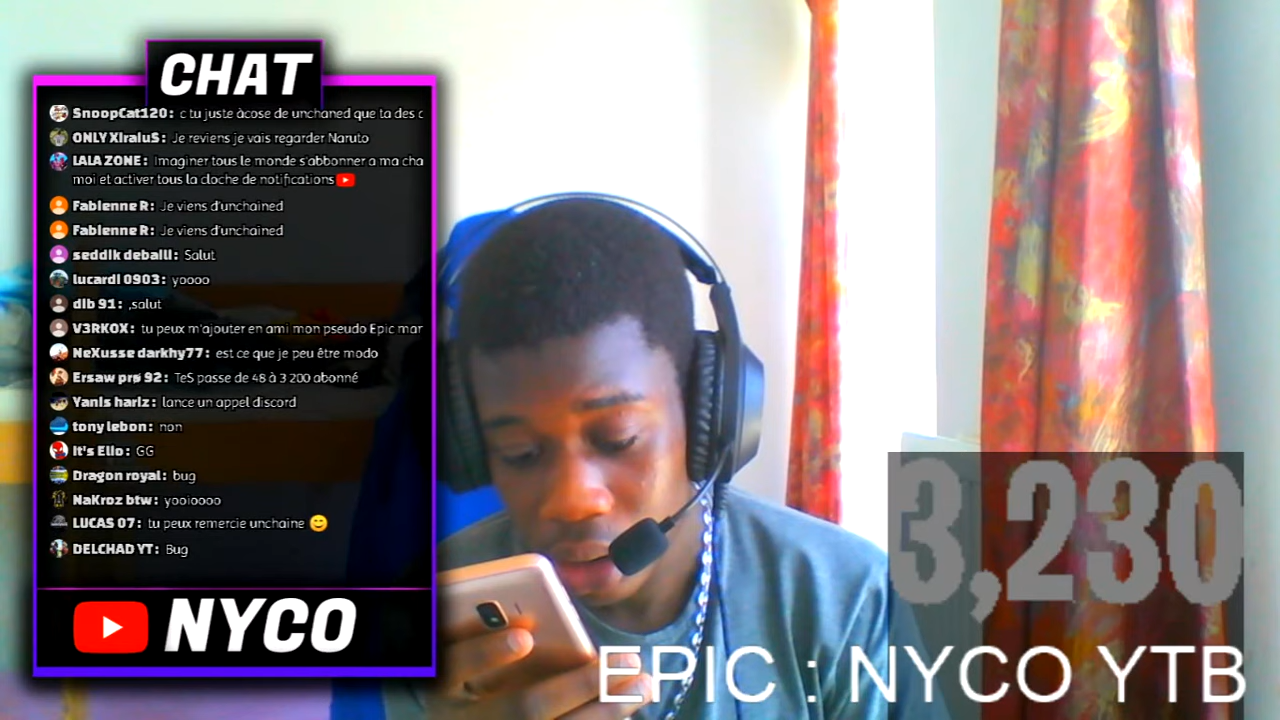 CHAT
SnoopCat120: c tu juste àcose de unchaned que ta des c
ONLY XiraluS: Je reviens je vais regarder Naruto
LALA ZONE: Imaginer tous le monde s'abbonner a ma cha
moi et activer tous la cloche de notifications
Fabienne R: Je viens d'unchained
Fabienne R: Je viens d'unchained
seddik debaili: Salut
lucardi 0903: yoooo
dib 91: ,salut
V3RKOX: tu peux m'ajouter en ami mon pseudo Epic mar
NeXusse darkhy77: est ce que je peu être modo
Ersaw prø 92: TeS passe de 48 à 3 200 abonné
Yanis hariz: lance un appel discord
tony lebon: non
It's Elio: GG
Dragon royal: bug
NaKroz btw: yooioooo
LUCAS 07: tu peux remercie unchaine 😊
DELCHAD YT: Bug
NYCO
3,230
EPIC : NYCO YTB